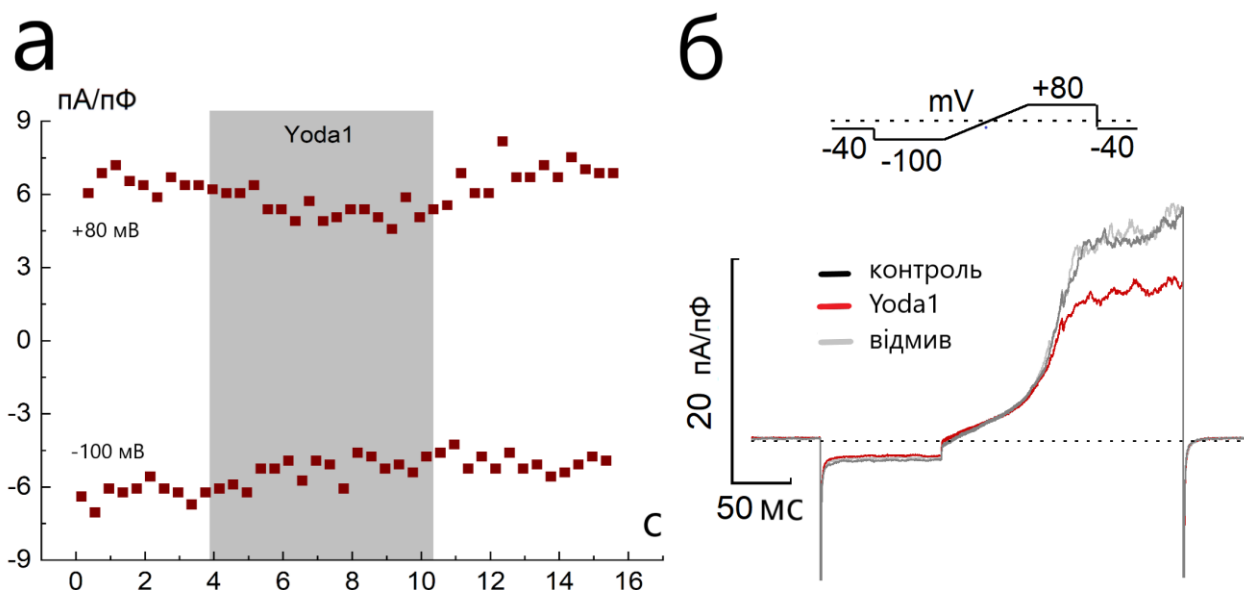 а
пА/пФ
9
6
3
0
-3
-6
-9
Yoda1
+80 мВ
-100 мВ
с
0 2 4 6 8 10 12 14 16
б
mV
+80
-40
-100
-40
контроль
Yoda1
відмив
20 пА/пФ
50 МС